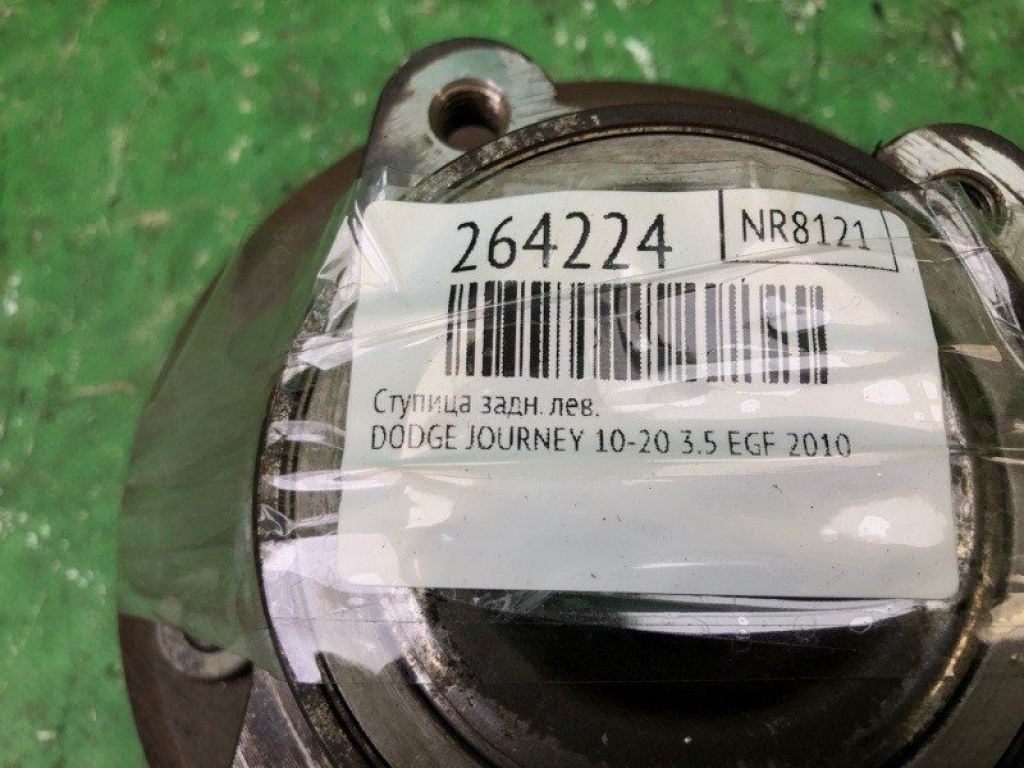 264224
NR8121
Ступица задн. лев.
DODGE JOURNEY 10-20 3.5 EGF 2010